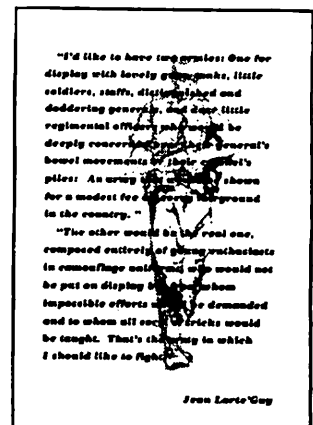 "I'd like to have two armies: One for
display with lovely guns, tanks, little
soldiers, staffs, distinguished and
doddering generals, and dear little
regimental officers who would be
deeply concerned over their general's
bowel movements or their colonel's
piles: An army that would be shown
for a modest fee on every fairground
in the country."
"The other would be the real one,
composed entirely of young enthusiasts
in camouflage uniforms who would not
be put on display but from whom
impossible efforts would be demanded
and to whom all sorts of tricks would
be taught. That's the army in which
I should like to fight."
Jean Larte'Guy